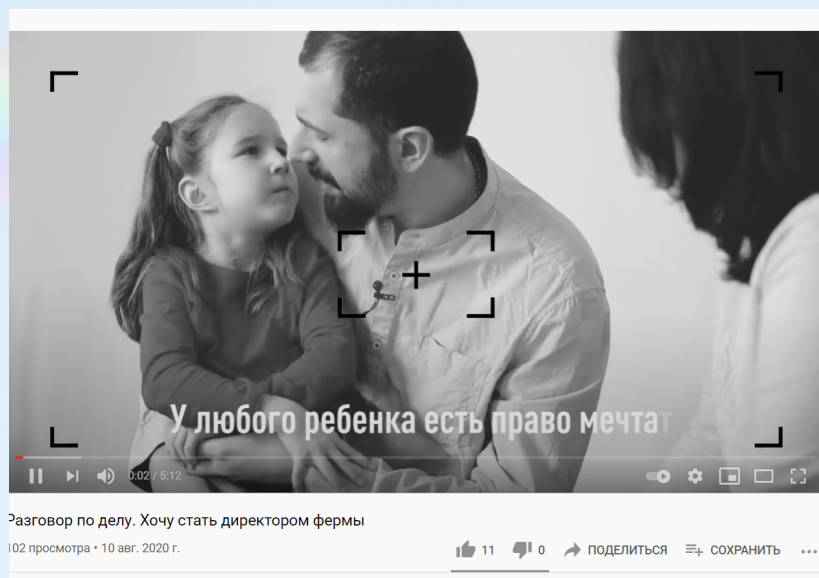 У любого ребенка есть право мечтат
0:02 / 5:12
Разговор по делу. Хочу стать директором фермы
102 просмотра • 10 авг. 2020 г.
11
0
ПОДЕЛИТЬСЯ
СОХРАНИТЬ